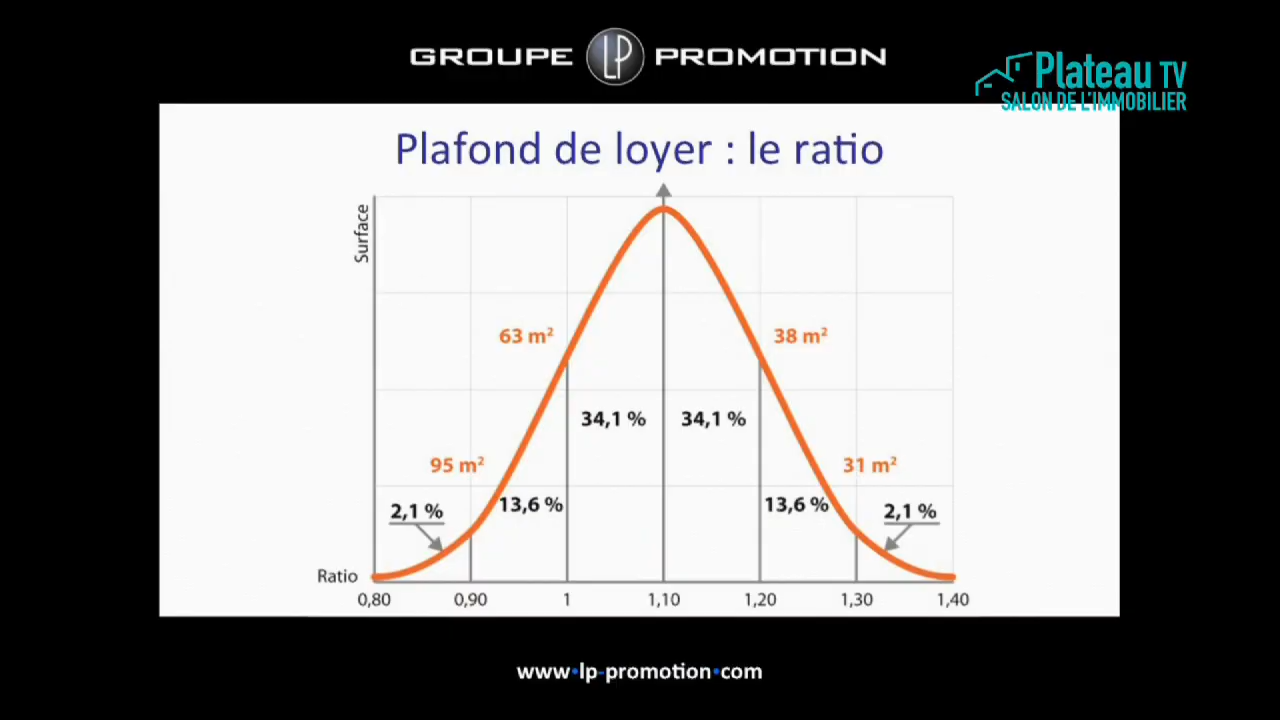 GROUPE LP PROMOTION
Plateau TV
SALON DE L'IMMOBILIER
Plafond de loyer : le ratio
Surface
63 m²
38 m²
34,1 %
34,1 %
95 m²
31 m²
2,1 %
13,6 %
13,6 %
2,1 %
Ratio
0,80
0,90
1
1,10
1,20
1,30
1,40
www·lp-promotion·com